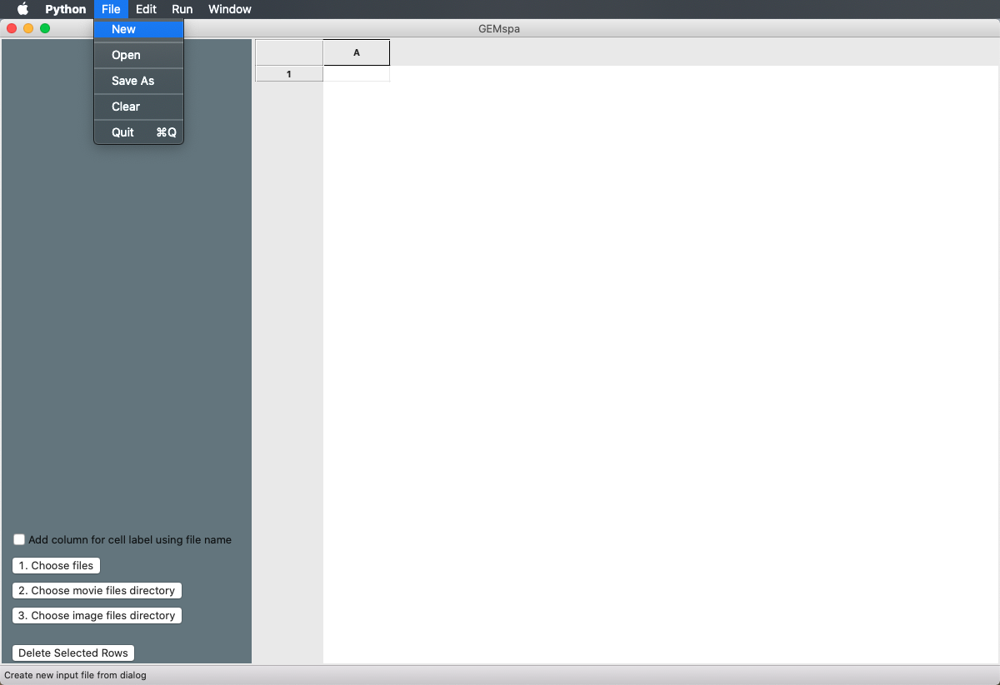 Python File Edit Run Window
GEMspa
New
Open
Save As
Clear
Quit ⌘Q
A
1
Add column for cell label using file name
1. Choose files
2. Choose movie files directory
3. Choose image files directory
Delete Selected Rows
Create new input file from dialog